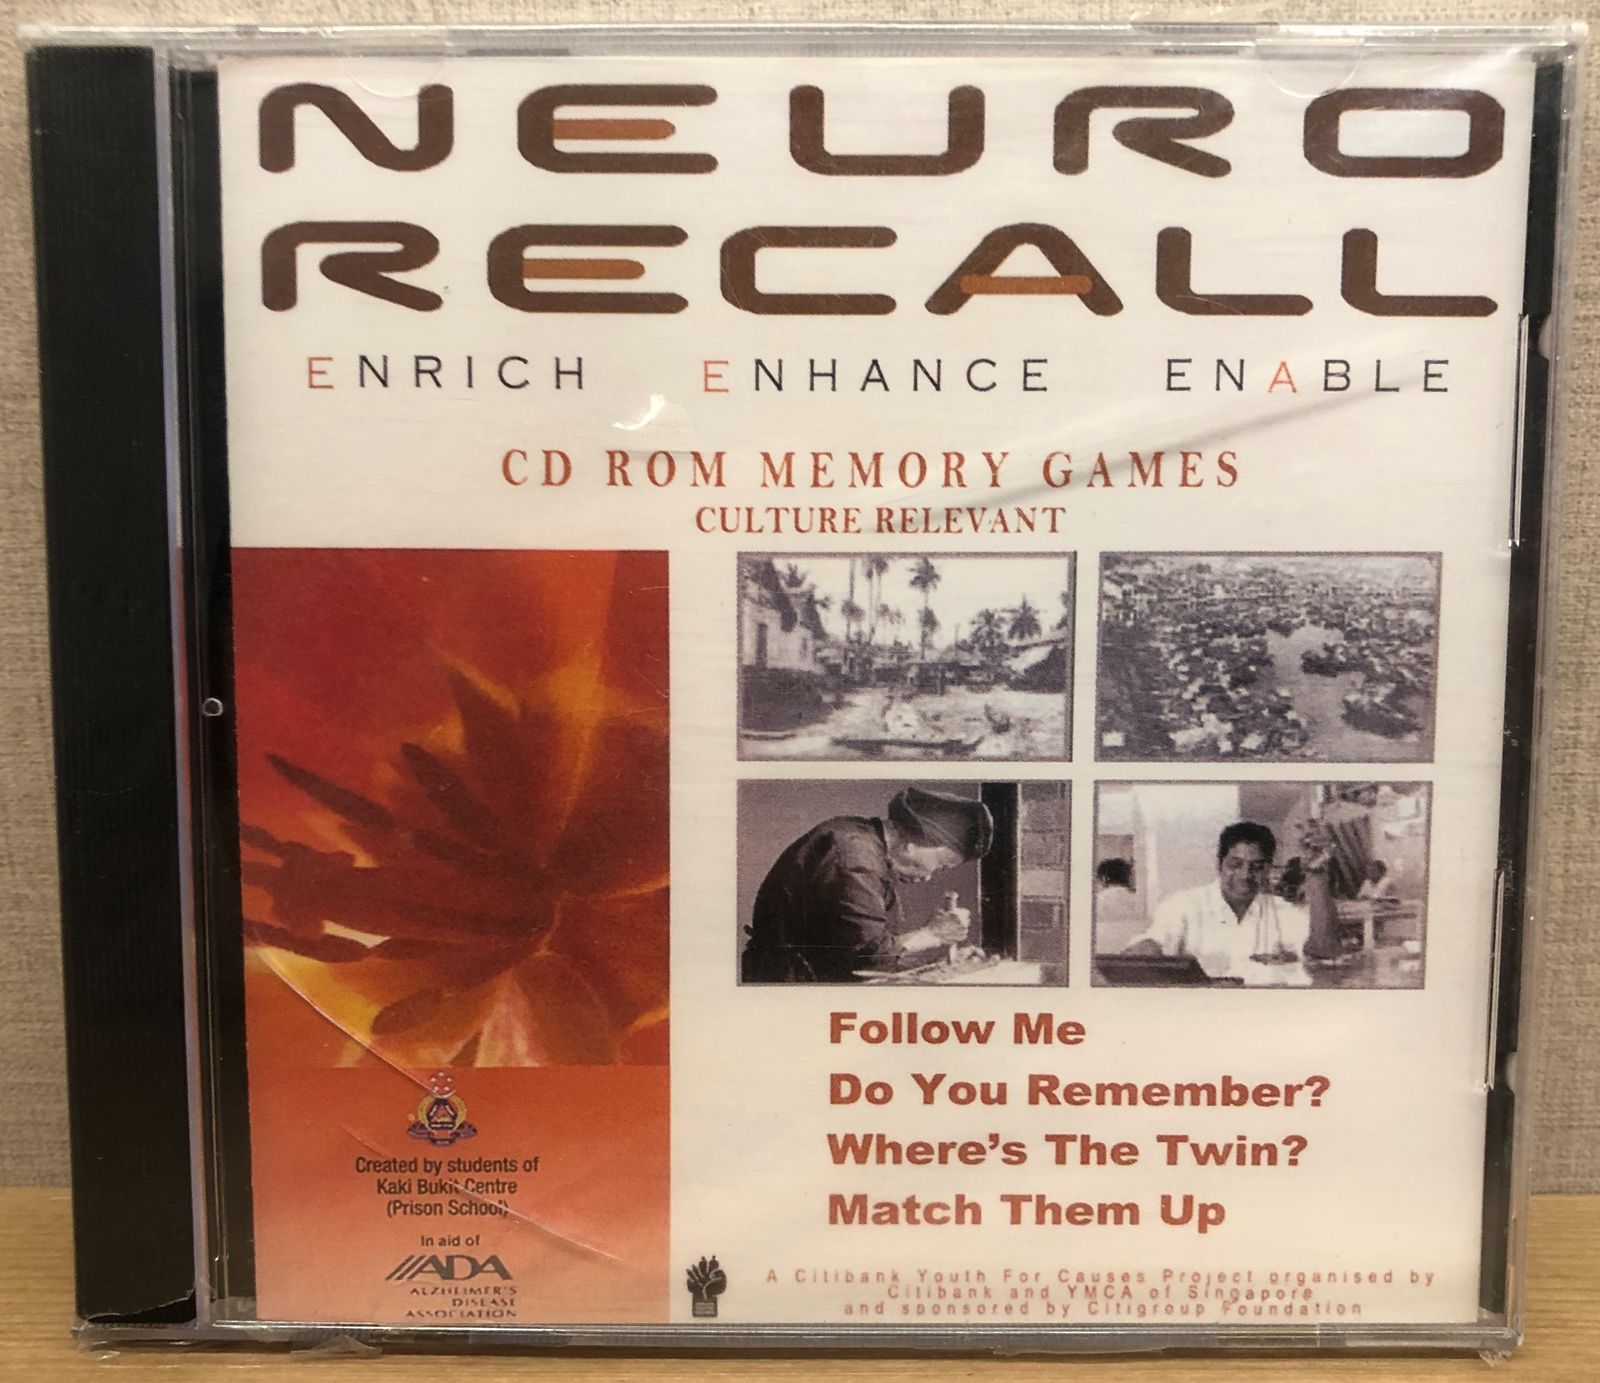 NEURO
RECALL
ENRICH ENHANCE ENABLE
CD ROM MEMORY GAMES
CULTURE RELEVANT
Follow Me
Do You Remember?
Where's The Twin?
Match Them Up
Created by students of
Kaki Bukit Centre
(Prison School)
In aid of
ADA
ALZHEIMER'S
DISEASE
ASSOCIATION
A Citibank Youth For Causes Project organised by
Citibank and YMCA of Singapore
and sponsored by Citigroup Foundation